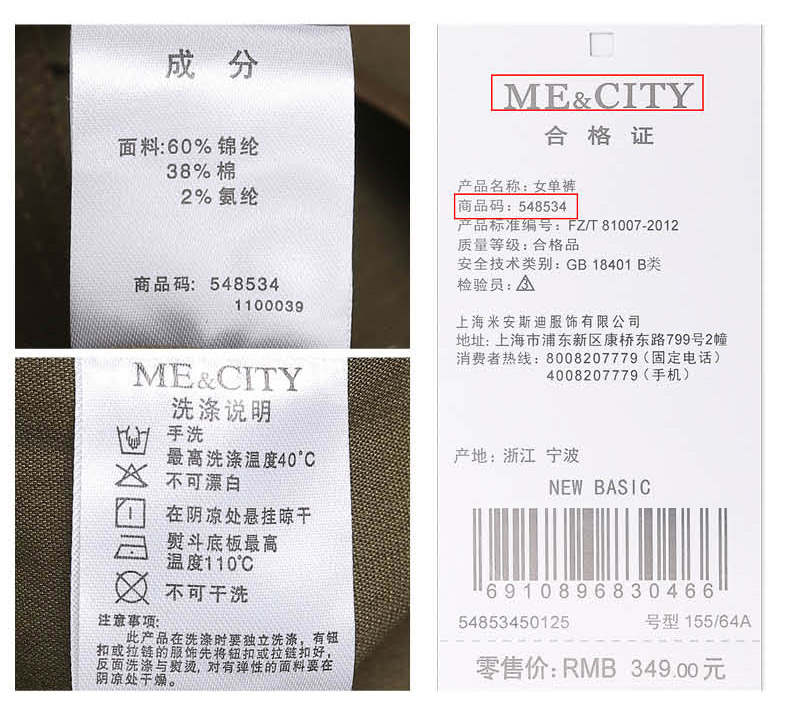 成 分
面料:60% 锦纶
38% 棉
2% 氨纶
商品码: 548534
1100039
ME&CITY
洗涤说明
手洗
最高洗涤温度40°C
不可漂白
在阴凉处悬挂晾干
熨斗底板最高
温度110℃
不可干洗
注意事项:
此产品在洗涤时要独立洗涤,有钮
扣或拉链的服饰先将钮扣或拉链扣好,
反面洗涤与熨烫,对有弹性的面料要在
阴凉处干燥。
ME&CITY
合 格 证
产品名称: 女单裤
商品码: 548534
产品标准编号: FZ/T 81007-2012
质量等级: 合格品
安全技术类别: GB 18401 B类
检验员: 3
上海米安斯迪服饰有限公司
地址: 上海市浦东新区康桥东路799号2幢
消费者热线: 8008207779 (固定电话)
4008207779 (手机)
产地: 浙江 宁波
NEW BASIC
6910896830466
54853450125 号型 155/64A
零售价: RMB 349.00 元